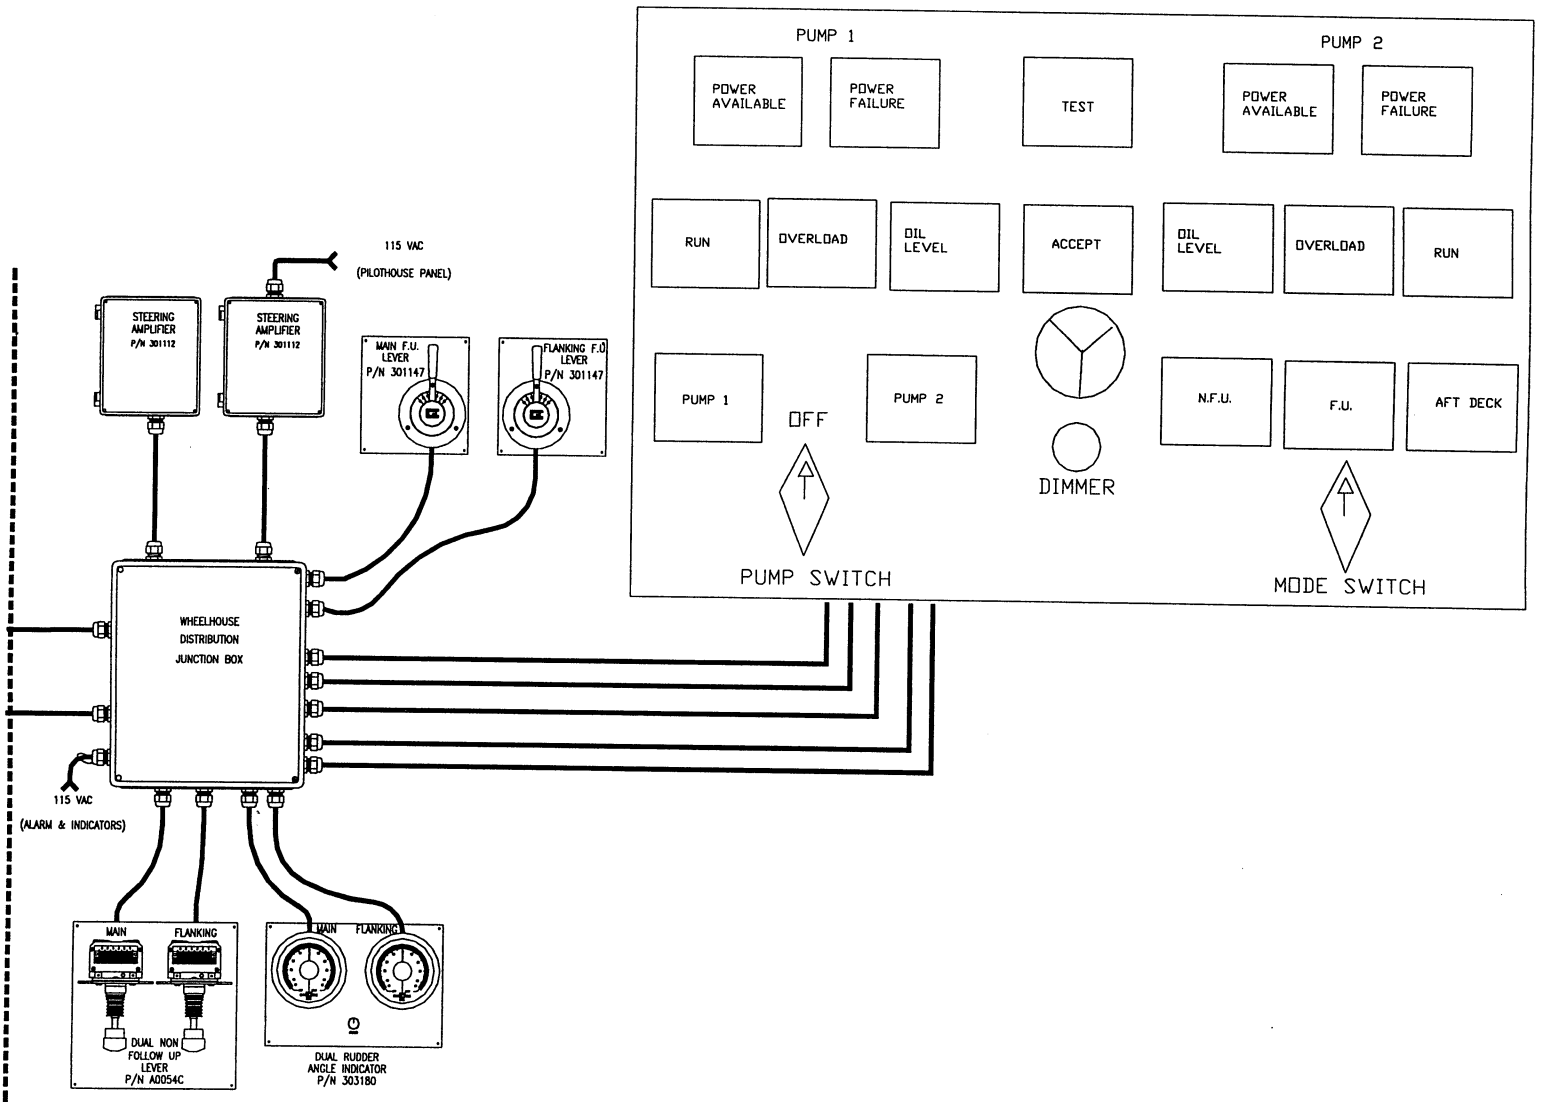 PUMP 1
PUMP 2
POWER
AVAILABLE
POWER
FAILURE
TEST
POWER
AVAILABLE
POWER
FAILURE
RUN
OVERLOAD
OIL
LEVEL
ACCEPT
OIL
LEVEL
OVERLOAD
RUN
PUMP 1
PUMP 2
N.F.U.
F.U.
AFT DECK
OFF
DIMMER
PUMP SWITCH
MODE SWITCH
115 VAC
(PILOTHOUSE PANEL)
STEERING
AMPLIFIER
P/N 301112
STEERING
AMPLIFIER
P/N 301112
MAIN F.U.
LEVER
P/N 301147
FLANKING F.U
LEVER
P/N 301147
WHEELHOUSE
DISTRIBUTION
JUNCTION BOX
115 VAC
(ALARM & INDICATORS)
MAIN
FLANKING
DUAL NON
FOLLOW UP
LEVER
P/N A0054C
MAIN
FLANKING
DUAL RUDDER
ANGLE INDICATOR
P/N 303180